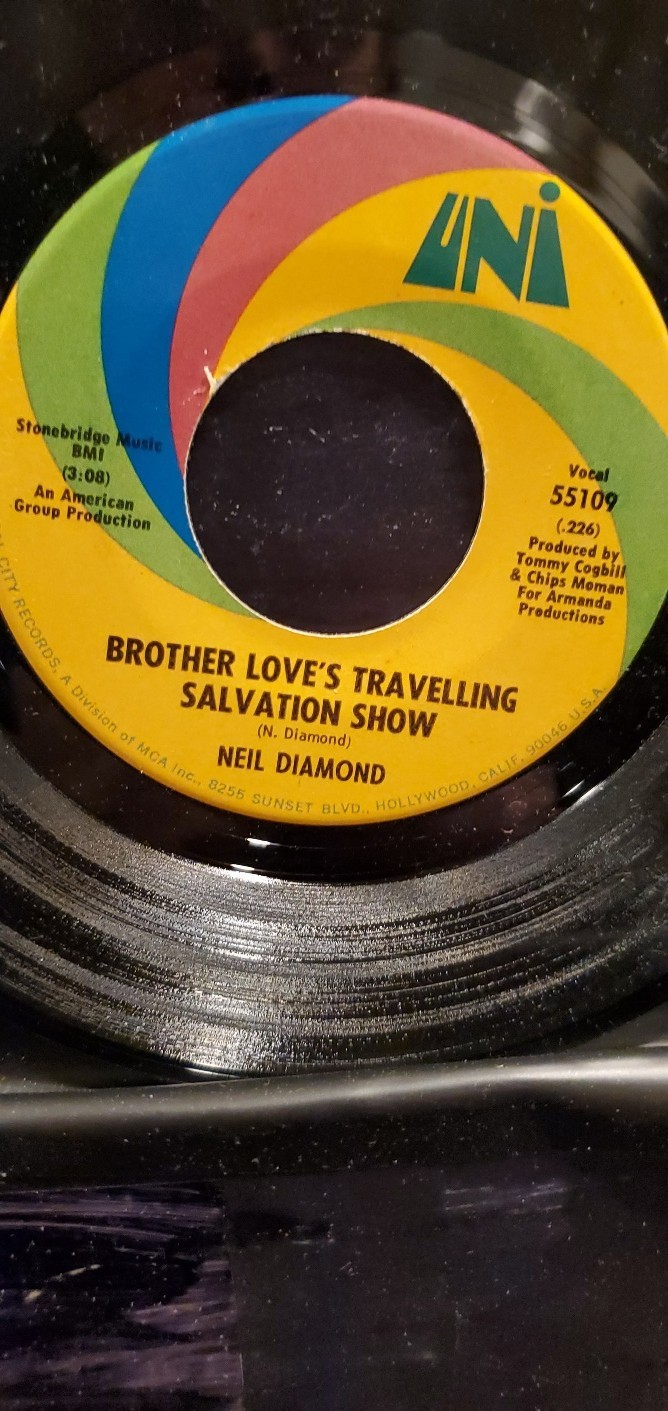 UNI
Stonebridge Music
BMI
(3:08)
An American
Group Production
Vocal
55109
(.226)
Produced by
Tommy Cogbill
& Chips Moman
For Armanda
Productions
BROTHER LOVE'S TRAVELLING
SALVATION SHOW
(N. Diamond)
NEIL DIAMOND
CITY RECORDS, A Division of MCA Inc., 8255 SUNSET BLVD., HOLLYWOOD, CALIF. 90046 U.S.A.